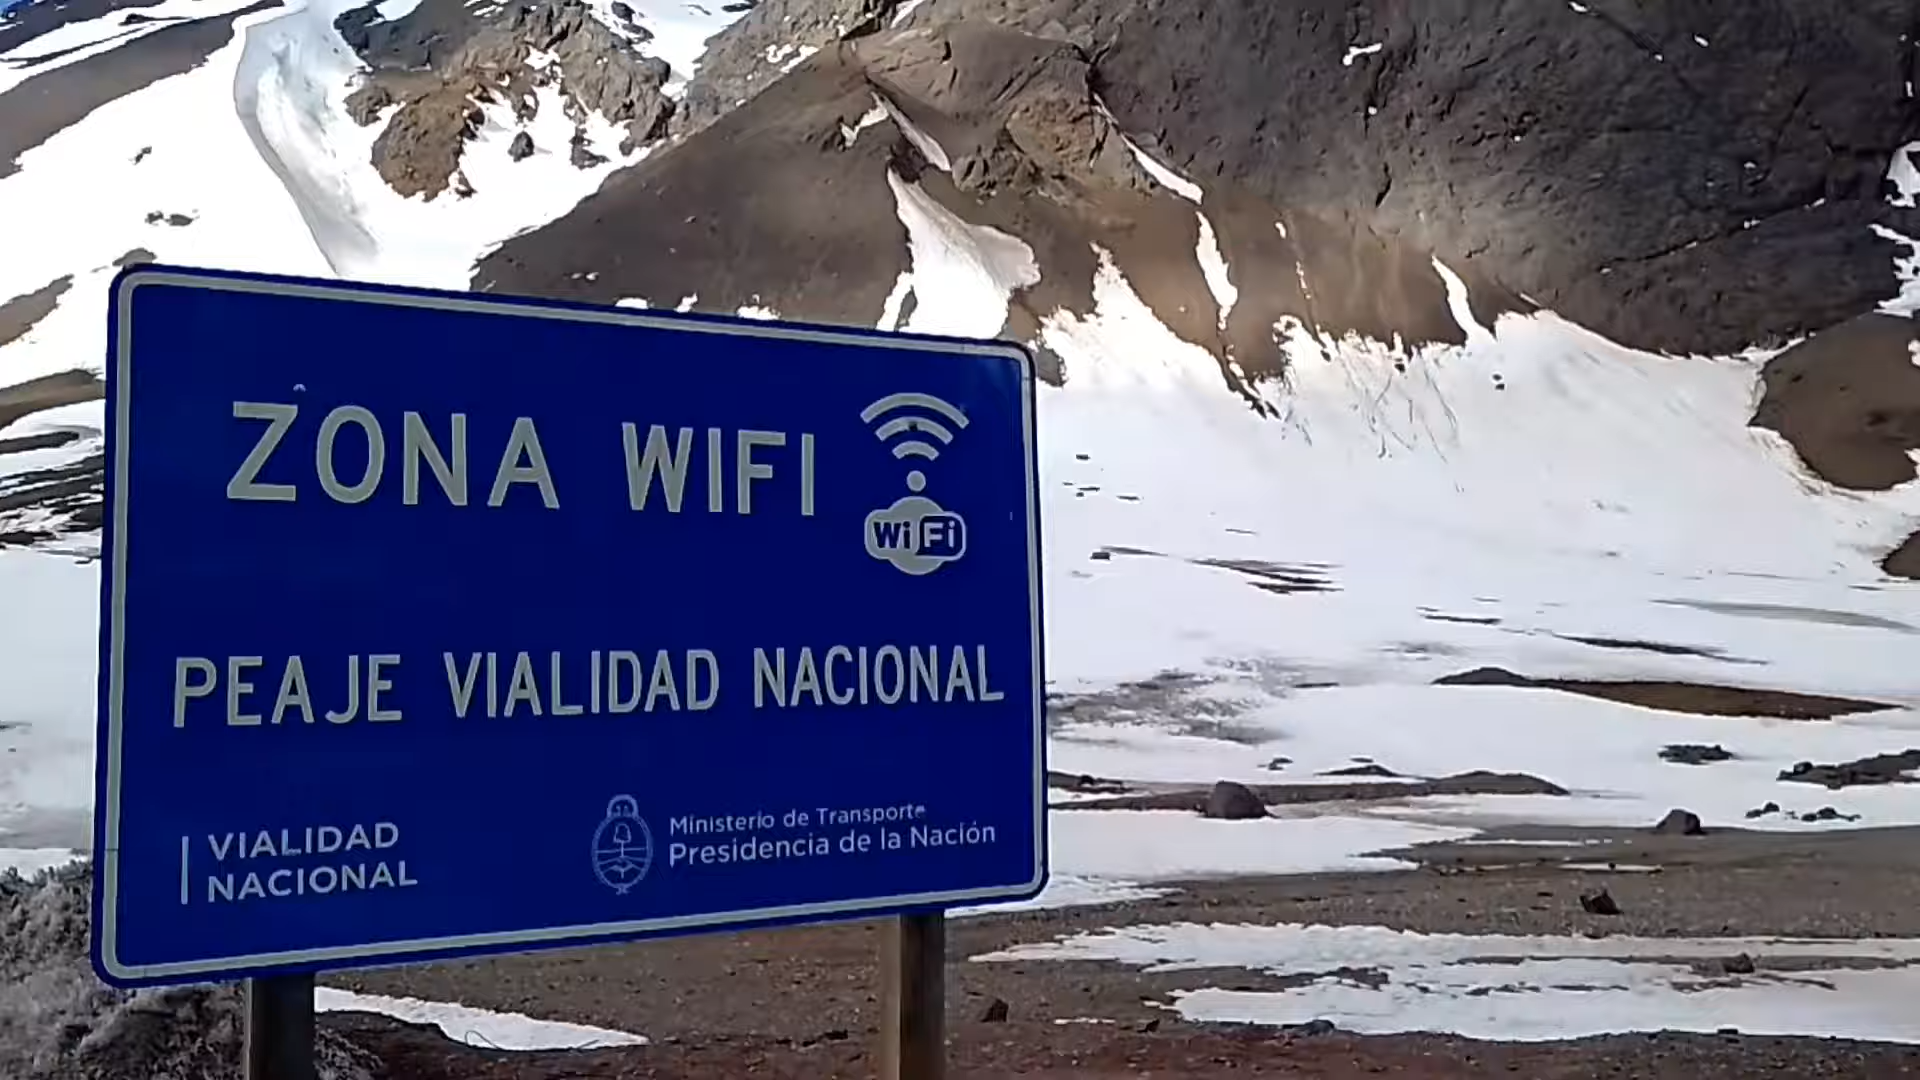 ZONA WIFI
WiFi
PEAJE VIALIDAD NACIONAL
VIALIDAD
NACIONAL
Ministerio de Transporte
Presidencia de la Nación